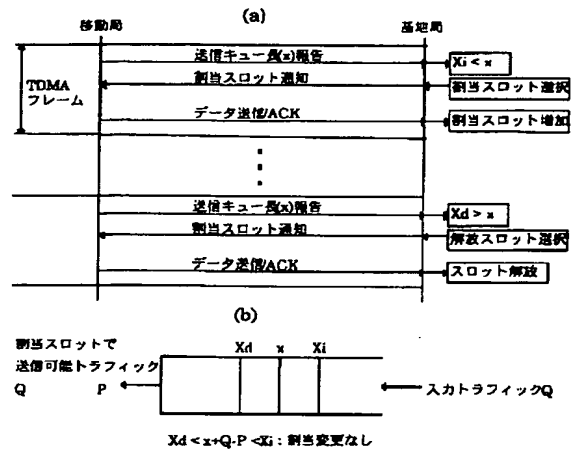 (a)
移動局
基地局
TDMA
フレーム
送信キュー長(x)報告
Xi < x
割当スロット通知
割当スロット選択
データ送信/ACK
割当スロット増加
送信キュー長(x)報告
Xd > x
割当スロット通知
解放スロット選択
データ送信/ACK
スロット解放
(b)
割当スロットで
送信可能トラフィック
Q P
Xd x Xi
入力トラフィックQ
Xd < x+Q-P <Xi : 割当変更なし